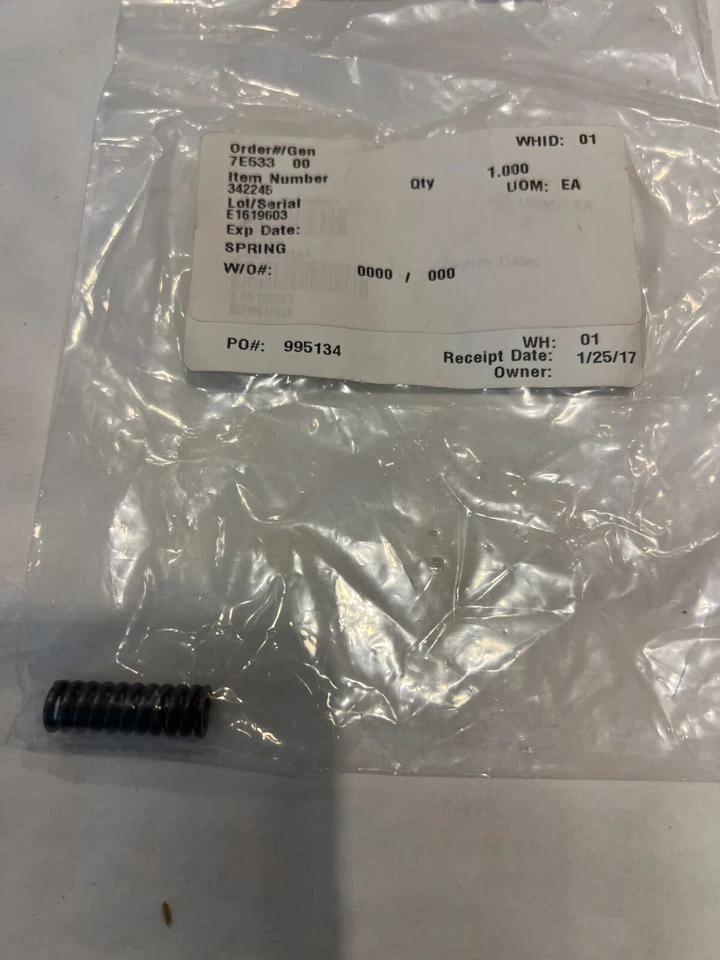 Order#/Gen WHID: 01
7E533 00
Item Number Qty 1.000
342245 UOM: EA
Lot/Serial
E1619603
Exp Date:
SPRING
W/O#: 0000 / 000
PO#: 995134 WH: 01
Receipt Date: 1/25/17
Owner: